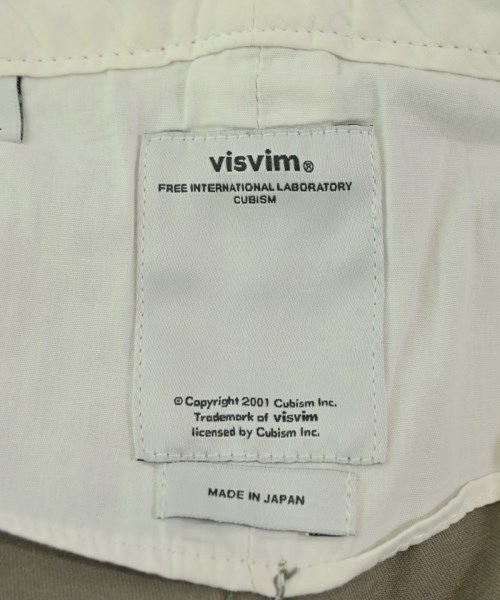 visvim®
FREE INTERNATIONAL LABORATORY
CUBISM
© Copyright 2001 Cubism Inc.
Trademark of visvim
licensed by Cubism Inc.
MADE IN JAPAN